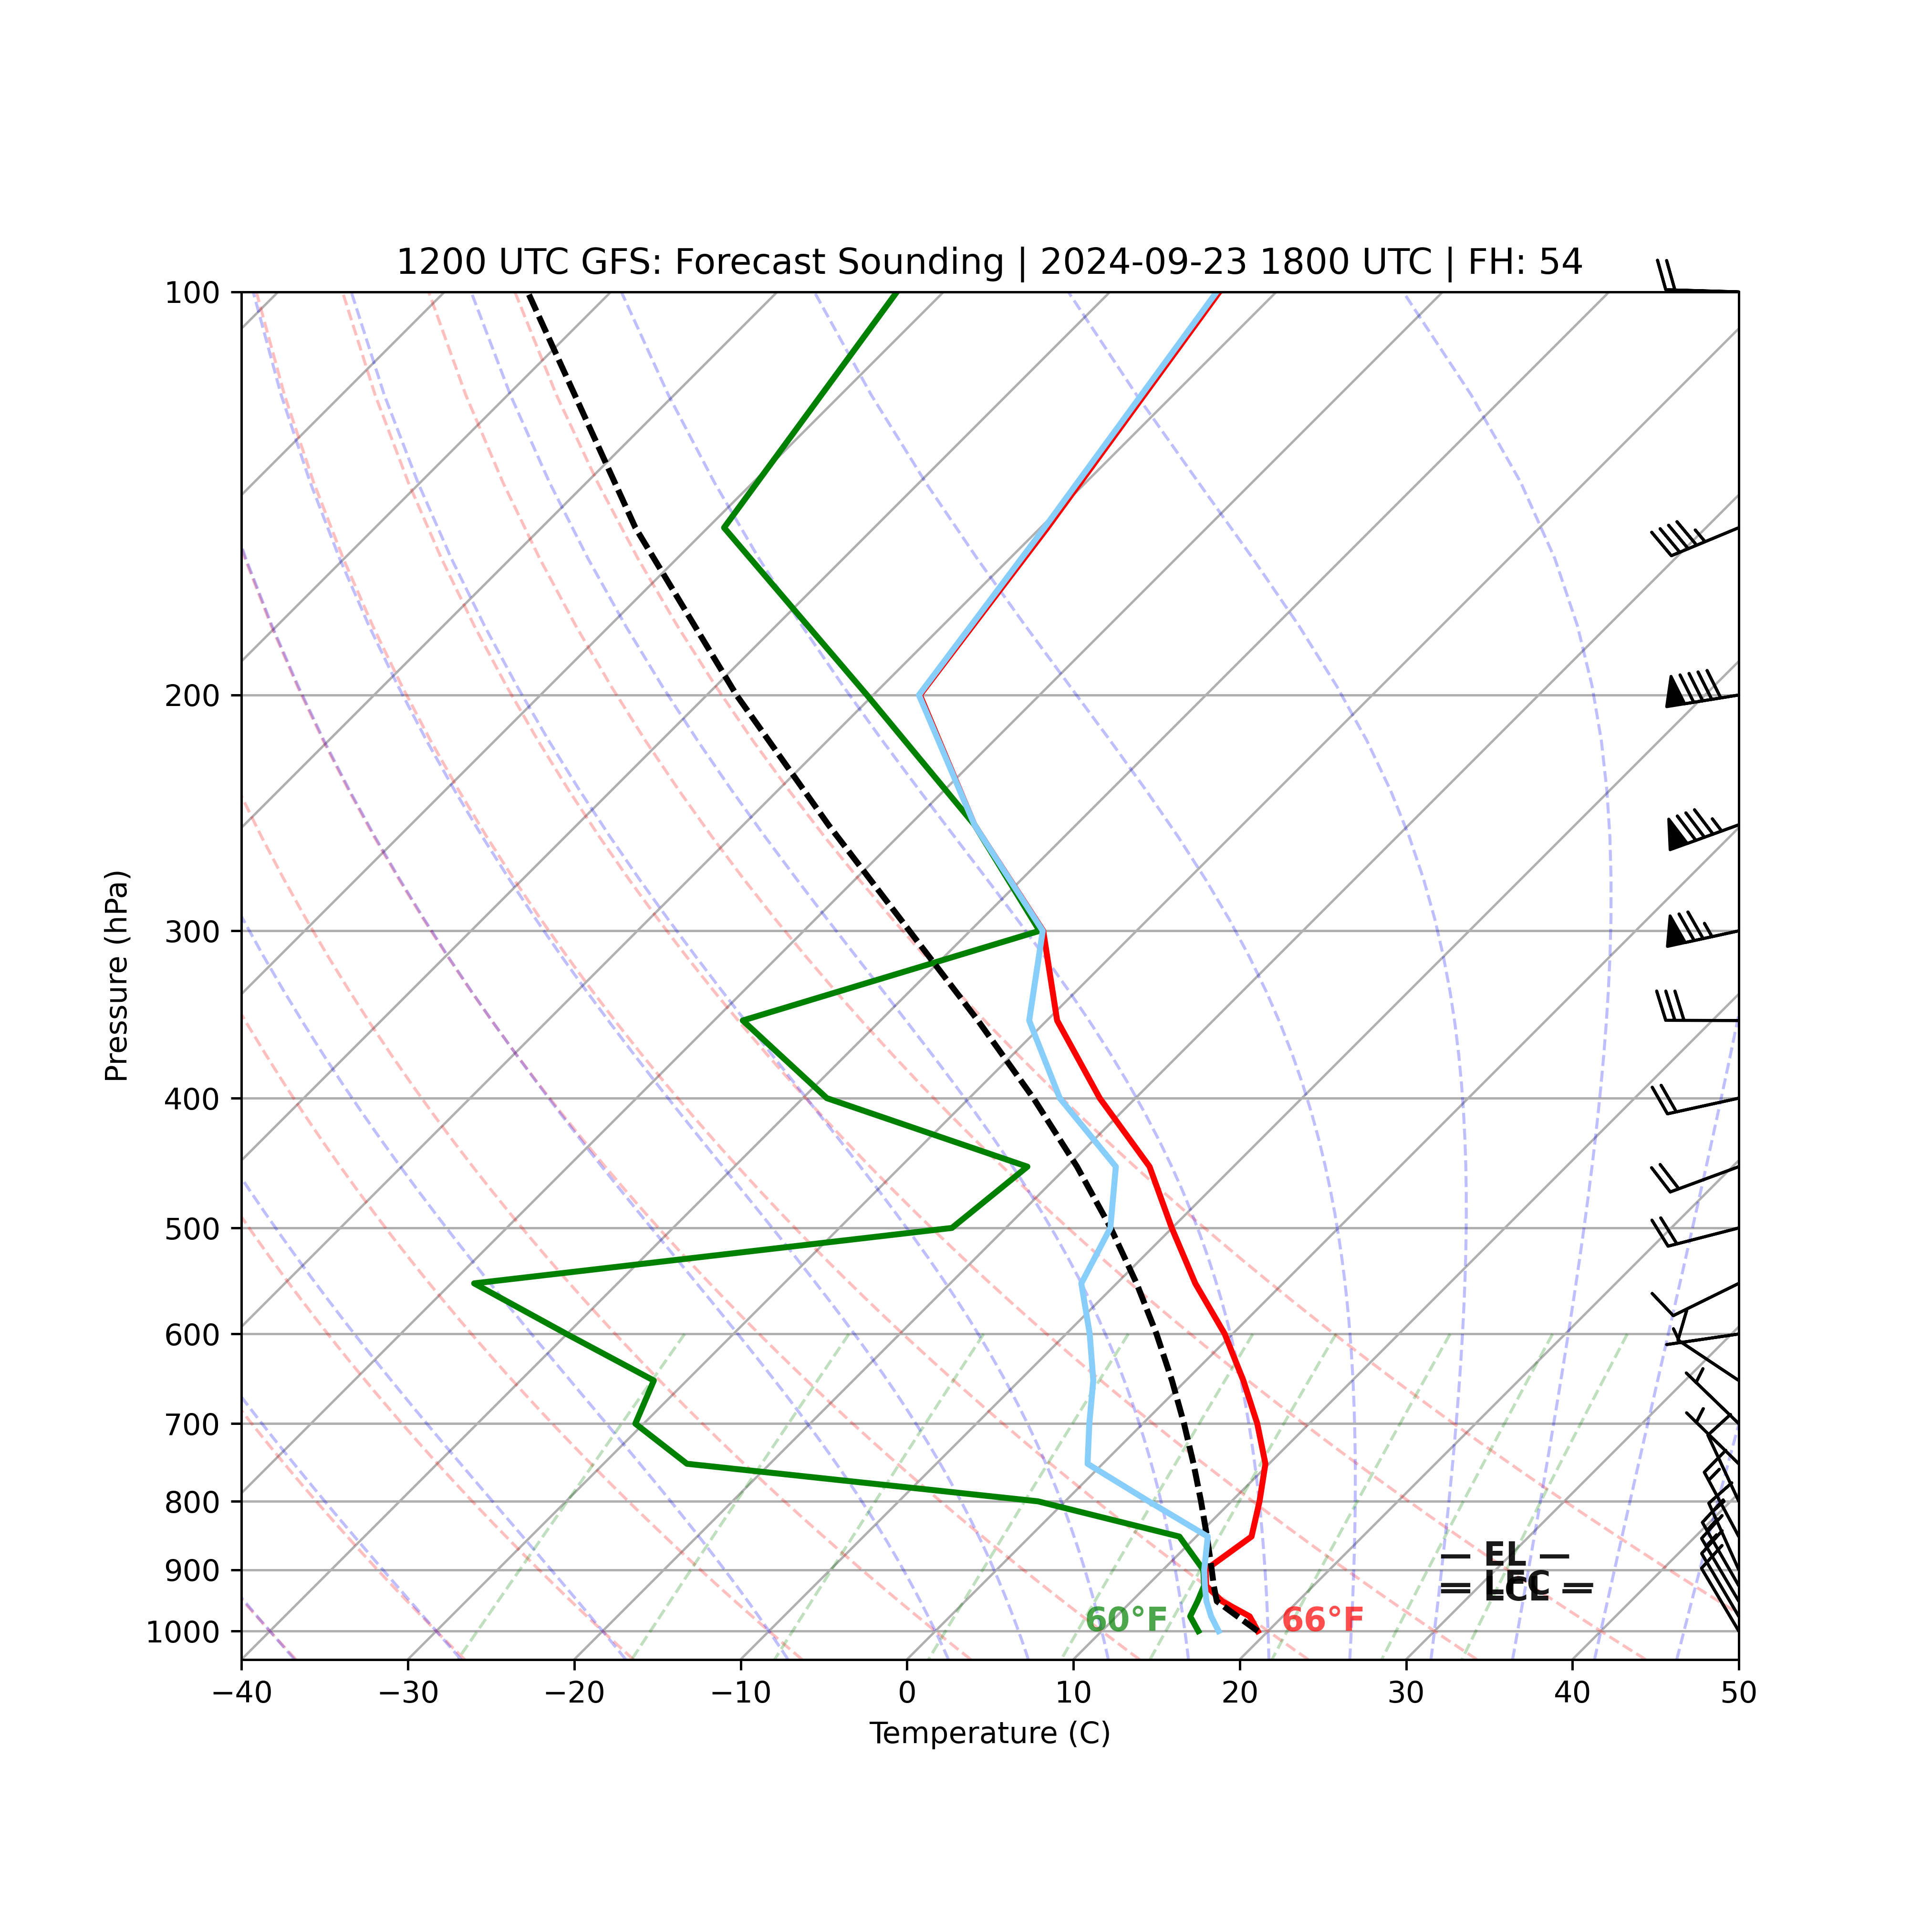 1200 UTC GFS: Forecast Sounding | 2024-09-23 1800 UTC | FH: 54
100
200
300
400
500
600
700
800
900
1000
Pressure (hPa)
— EL —
— LFC —
— LCL —
60°F
66°F
−40 −30 −20 −10 0 10 20 30 40 50
Temperature (C)